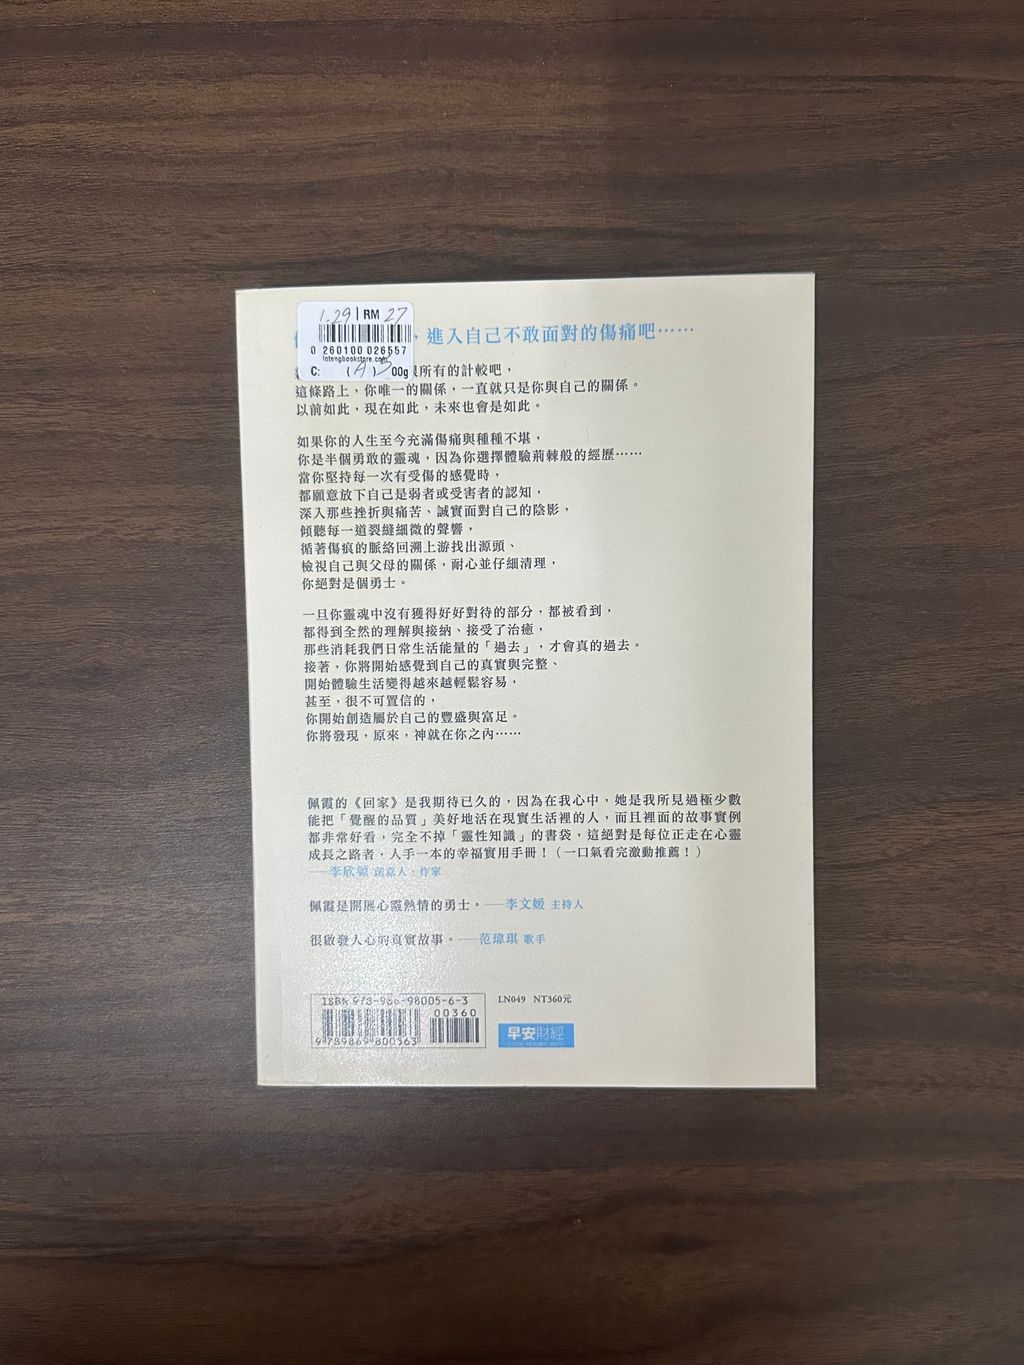 1.29 RM 27
0 260100 026557
lotengbookstore.com
C: (A) 00g
，進入自己不敢面對的傷痛吧……
所有的計較吧，
這條路上，你唯一的關係，一直就只是你與自己的關係。
以前如此，現在如此，未來也會是如此。
如果你的人生至今充滿傷痛與種種不堪，
你是半個勇敢的靈魂，因為你選擇體驗荊棘般的經歷……
當你堅持每一次有受傷的感覺時，
都願意放下自己是弱者或受害者的認知，
深入那些挫折與痛苦、誠實面對自己的陰影，
傾聽每一道裂縫細微的聲響，
循著傷痕的脈絡回溯上游找出源頭、
檢視自己與父母的關係，耐心並仔細清理，
你絕對是個勇士。
一旦你靈魂中沒有獲得好好對待的部分，都被看到，
都得到全然的理解與接納、接受了治癒，
那些消耗我們日常生活能量的「過去」，才會真的過去。
接著，你將開始感覺到自己的真實與完整、
開始體驗生活變得越來越輕鬆容易，
甚至，很不可置信的，
你開始創造屬於自己的豐盛與富足。
你將發現，原來，神就在你之內……
佩霞的《回家》是我期待已久的，因為在我心中，她是我所見過極少數
能把「覺醒的品質」美好地活在現實生活裡的人，而且裡面的故事實例
都非常好看，完全不掉「靈性知識」的書袋，這絕對是每位正走在心靈
成長之路者，人手一本的幸福實用手冊！（一口氣看完激動推薦！）
——李欣頻 創意人、作家
佩霞是開展心靈熱情的勇士。——李文媛 主持人
很啟發人心的真實故事。——范瑋琪 歌手
ISBN 978-986-98005-6-3 LN049 NT360元
00360
9 789869 800563
早安財經